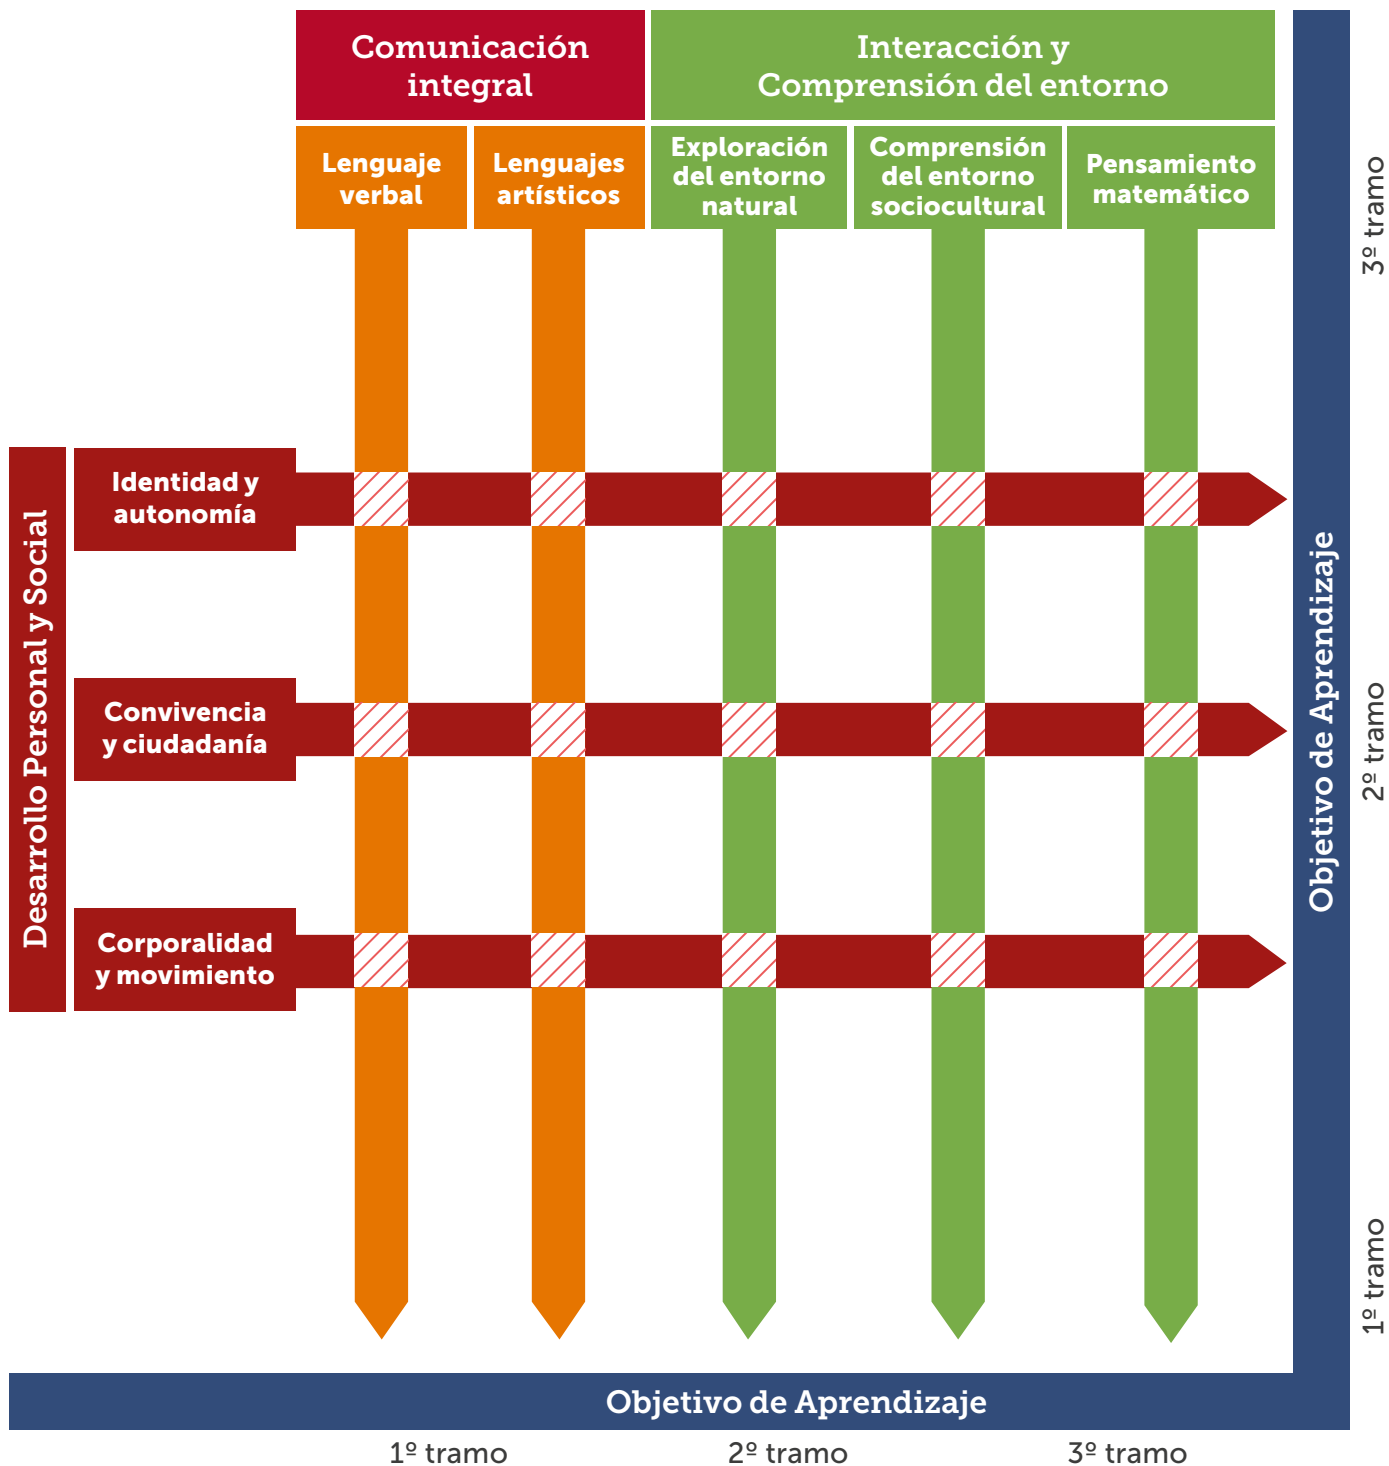 Comunicación
integral
Interacción y
Comprensión del entorno
Lenguaje
verbal
Lenguajes
artísticos
Exploración
del entorno
natural
Comprensión
del entorno
sociocultural
Pensamiento
matemático
3º tramo
Desarrollo Personal y Social
Identidad y
autonomía
Objetivo de Aprendizaje
Convivencia
y ciudadanía
2º tramo
Corporalidad
y movimiento
1º tramo
Objetivo de Aprendizaje
1º tramo
2º tramo
3º tramo